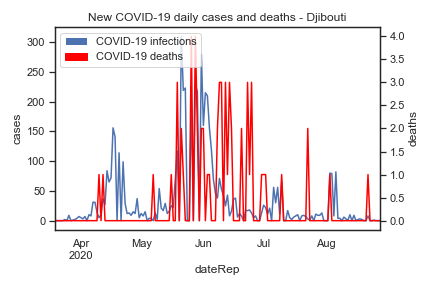 New COVID-19 daily cases and deaths - Djibouti
COVID-19 infections
COVID-19 deaths
cases
300
250
200
150
100
50
0
deaths
4.0
3.5
3.0
2.5
2.0
1.5
1.0
0.5
0.0
Apr
2020
May
Jun
Jul
Aug
dateRep